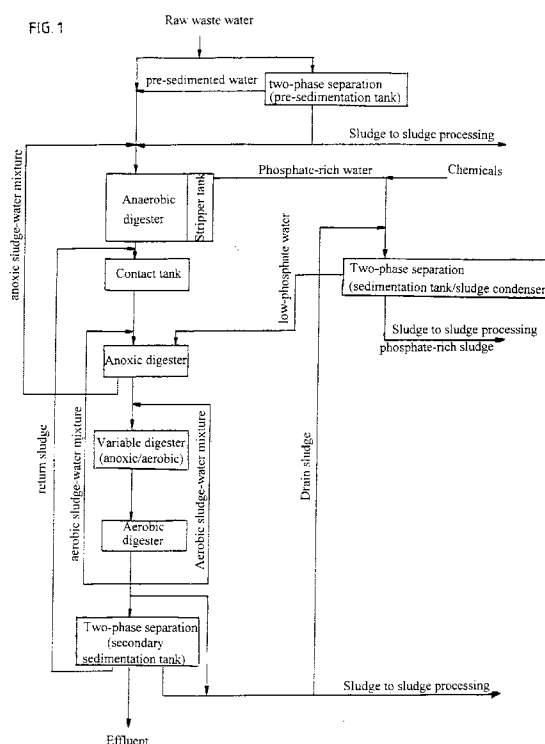 FIG. 1
Raw waste water
pre-sedimented water
two-phase separation
(pre-sedimentation tank)
Sludge to sludge processing
Phosphate-rich water
Chemicals
Anaerobic
digester
Stripper tank
anoxic sludge-water mixture
Contact tank
low-phosphate water
Two-phase separation
(sedimentation tank/sludge condenser
Sludge to sludge processing
phosphate-rich sludge
Anoxic digester
return sludge
aerobic sludge-water mixture
Variable digester
(anoxic/aerobic)
Aerobic sludge-water mixture
Drain sludge
Aerobic
digester
Two-phase separation
(secondary
sedimentation tank)
Sludge to sludge processing
Effluent